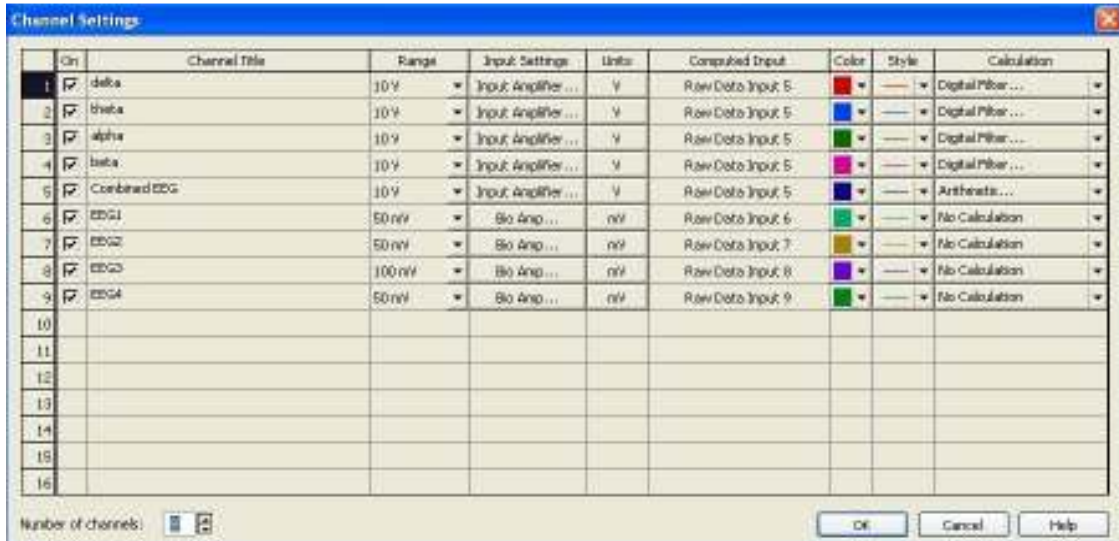 Channel Settings
On Channel Title Range Input Settings Units Computed Input Color Style Calculation
1 delta 10 V Input Amplifier ... V Raw Data Input 5 Digital Filter ...
2 theta 10 V Input Amplifier ... V Raw Data Input 5 Digital Filter ...
3 alpha 10 V Input Amplifier ... V Raw Data Input 5 Digital Filter ...
4 beta 10 V Input Amplifier ... V Raw Data Input 5 Digital Filter ...
5 Combined EEG 10 V Input Amplifier ... V Raw Data Input 5 Arithmetic...
6 EEG1 50 mV Bio Amp ... mV Raw Data Input 6 No Calculation
7 EEG2 50 mV Bio Amp ... mV Raw Data Input 7 No Calculation
8 EEG3 100 mV Bio Amp ... mV Raw Data Input 8 No Calculation
9 EEG4 50 mV Bio Amp ... mV Raw Data Input 9 No Calculation
10
11
12
13
14
15
16
Number of channels: OK Cancel Help